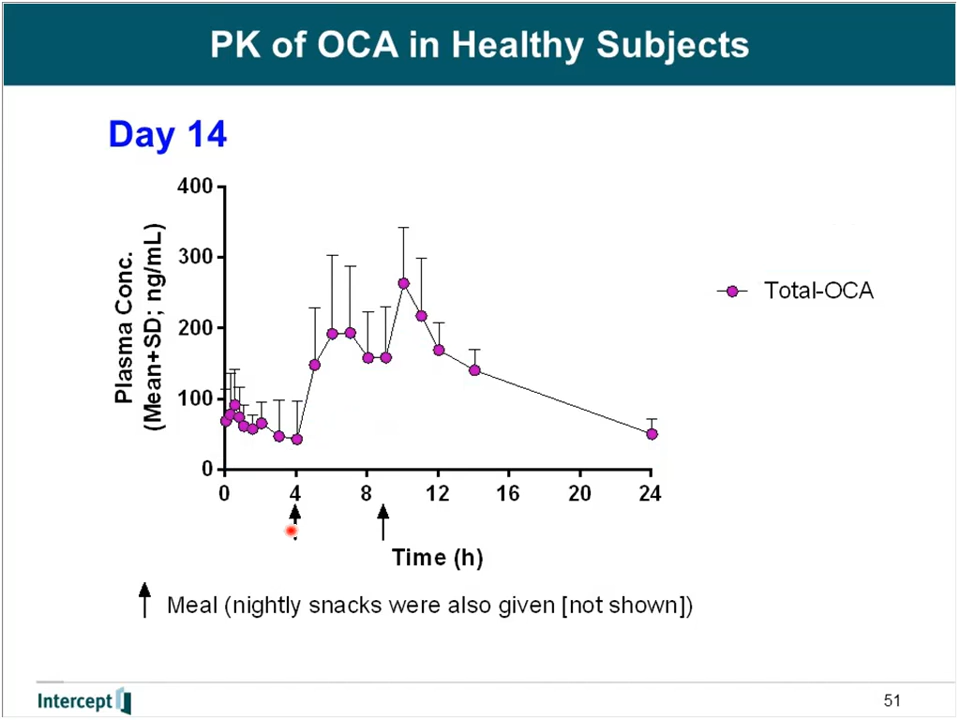 PK of OCA in Healthy Subjects
Day 14
Plasma Conc.
(Mean+SD; ng/mL)
400
300
200
100
0
0 4 8 12 16 20 24
Time (h)
Total-OCA
Meal (nightly snacks were also given [not shown])
Intercept
51